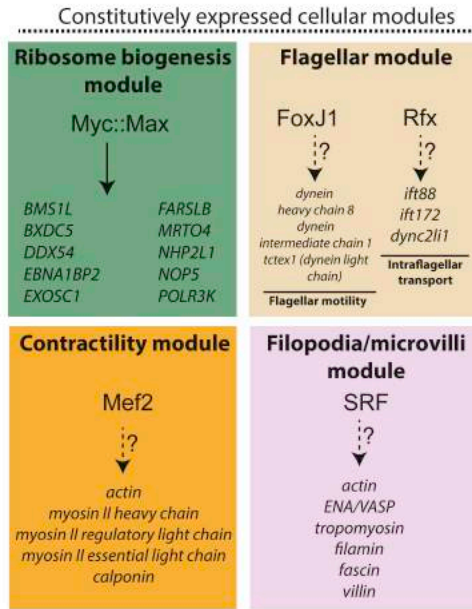 Constitutively expressed cellular modules
Ribosome biogenesis
module
Myc::Max
BMS1L
BXDC5
DDX54
EBNA1BP2
EXOSC1
FARSLB
MRTO4
NHP2L1
NOP5
POLR3K
Flagellar module
FoxJ1
?
dynein
heavy chain 8
dynein
intermediate chain 1
tctex1 (dynein light
chain)
Flagellar motility
Rfx
?
ift88
ift172
dync2li1
Intraflagellar
transport
Contractility module
Mef2
?
actin
myosin II heavy chain
myosin II regulatory light chain
myosin II essential light chain
calponin
Filopodia/microvilli
module
SRF
?
actin
ENA/VASP
tropomyosin
filamin
fascin
villin